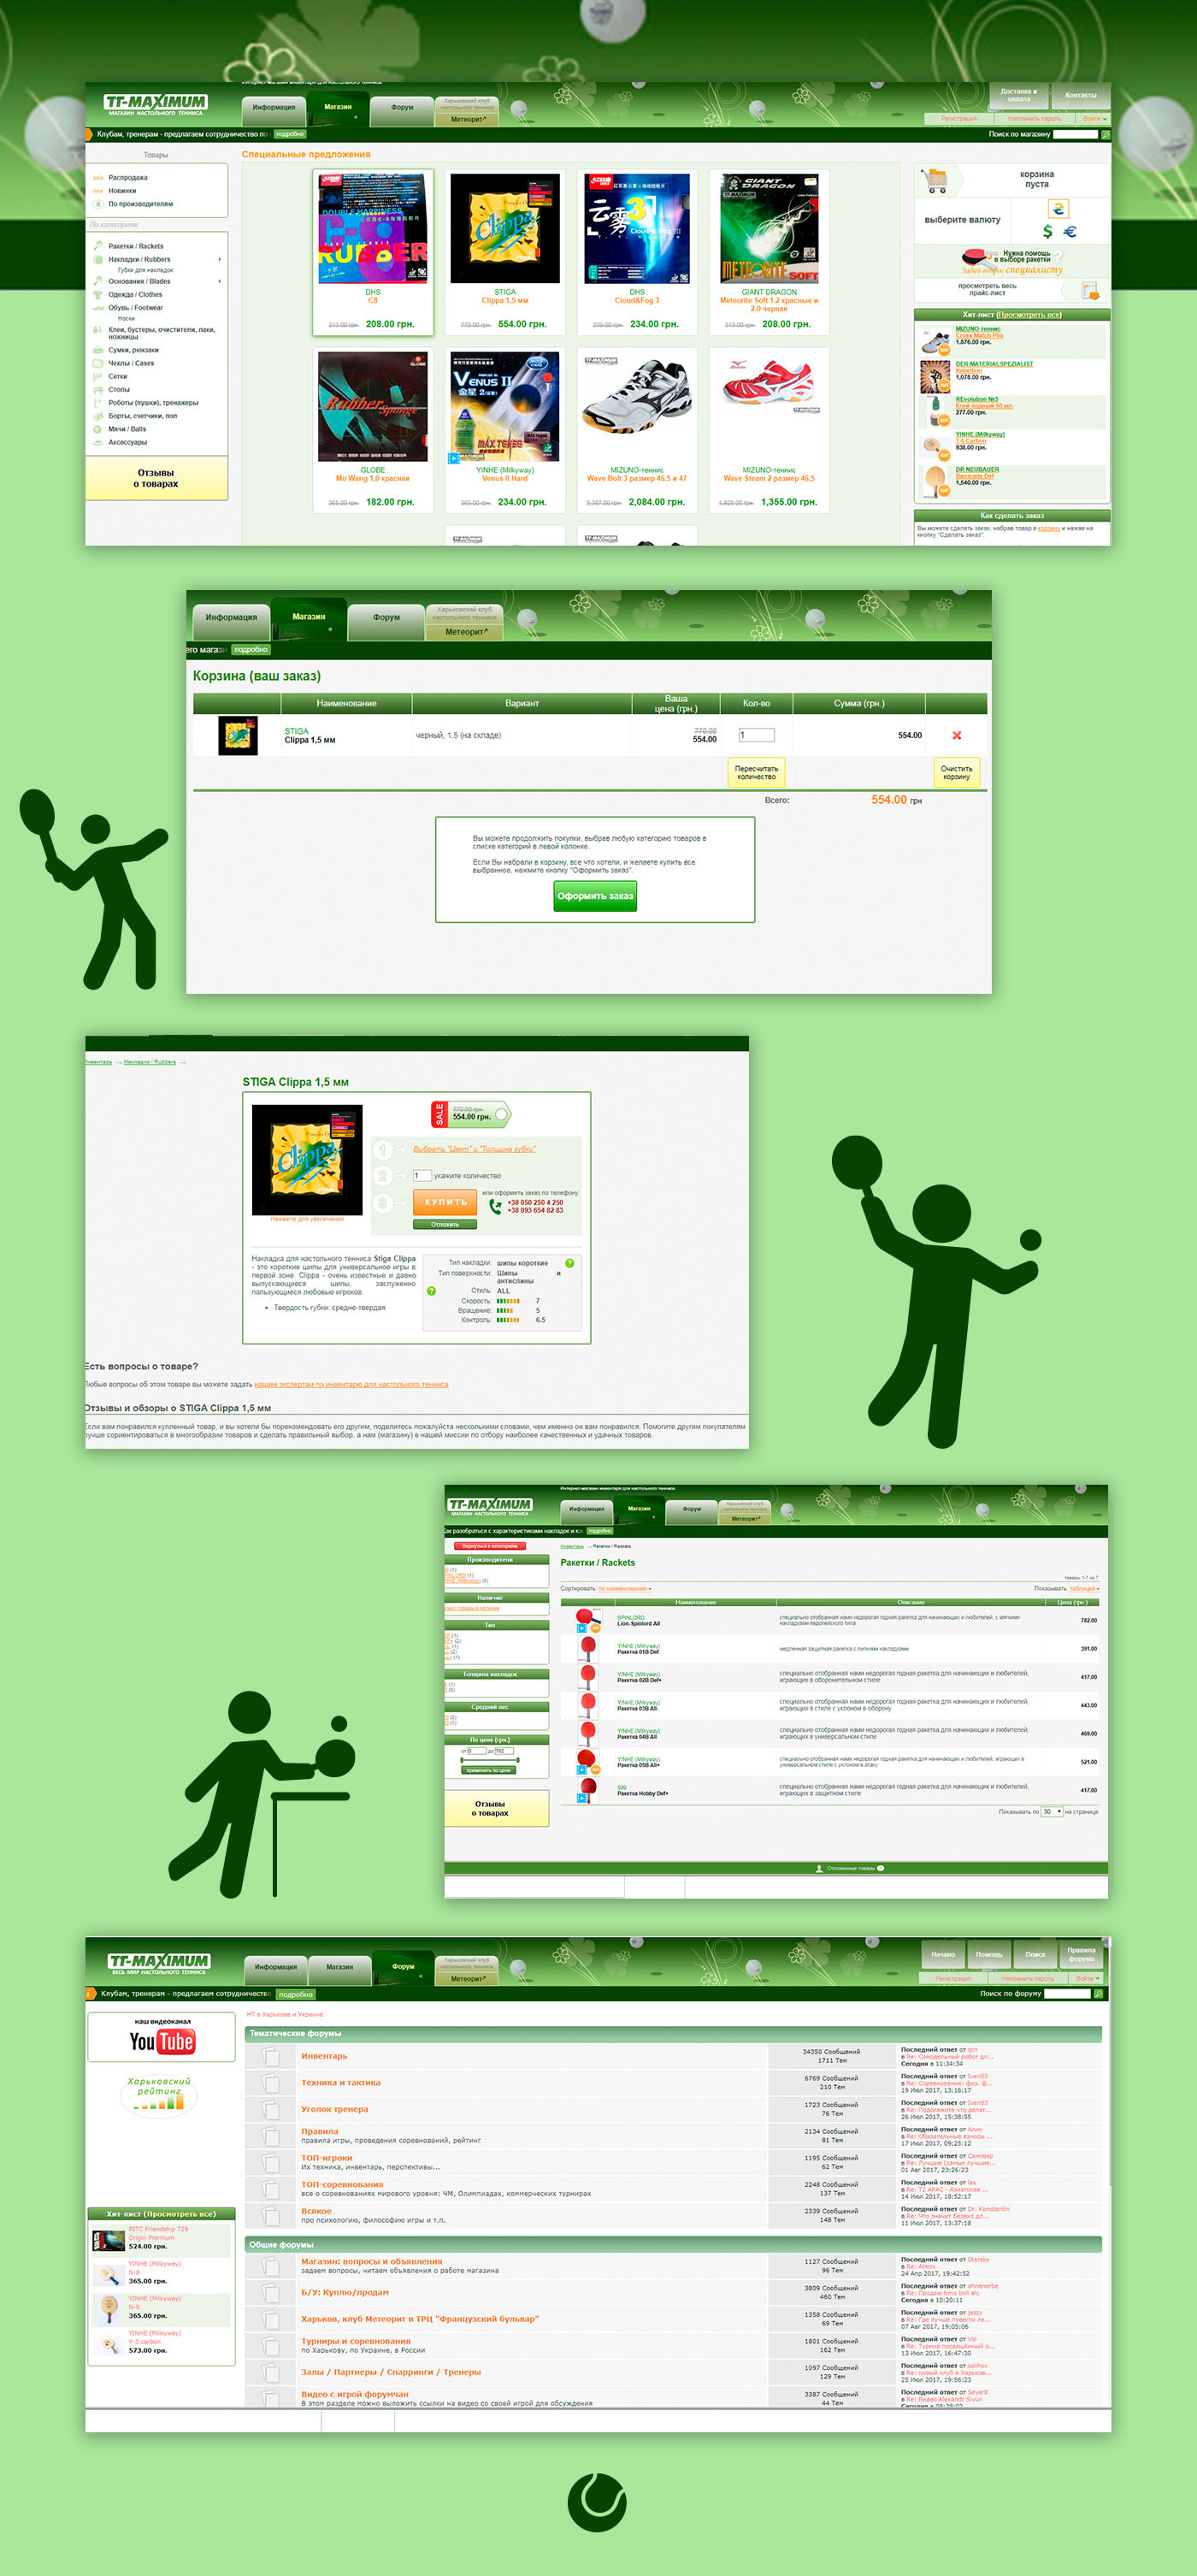 Интернет-магазин инвентаря для настольного тенниса
TT-MAXIMUM
МАГАЗИН НАСТОЛЬНОГО ТЕННИСА
Информация
Магазин
Форум
Харьковский клуб
настольного тенниса
Метеорит
Доставка и
оплата
Контакты
Регистрация
Напомнить пароль
Войти
Клубам, тренерам - предлагаем сотрудничество по
подробно
Поиск по магазину
Товары
Распродажа
Новинки
По производителям
По категориям
Ракетки / Rackets
Накладки / Rubbers
Губки для накладок
Основания / Blades
Одежда / Clothes
Обувь / Footwear
Носки
Клеи, бустеры, очистители, лаки,
ножницы
Сумки, рюкзаки
Чехлы / Cases
Сетки
Столы
Роботы (пушки), тренажеры
Борты, счетчики, пол
Мячи / Balls
Аксессуары
Отзывы
о товарах
Специальные предложения
DHS
C8
313.00 грн. 208.00 грн.
STIGA
Clippa 1,5 мм
770.00 грн. 554.00 грн.
DHS
Cloud&Fog 3
234.00 грн.
GIANT DRAGON
Meteorite Soft 1.2 красные и
2.0 черная
313.00 грн. 208.00 грн.
GLOBE
Mo Wang 1,0 красная
365.00 грн. 182.00 грн.
YINHE (Milkyway)
Venus II Hard
365.00 грн. 234.00 грн.
MIZUNO-теннис
Wave Bolt 3 размер 46,5 и 47
2,084.00 грн.
MIZUNO-теннис
Wave Steam 2 размер 46,5
1,355.00 грн.
корзина
пуста
выберите валюту
Нужна помощь
в выборе ракетки ?
Задай вопрос специалисту
просмотреть весь
прайс-лист
Хит-лист (Просмотреть все)
MIZUNO-теннис
Cross Match Plio
1,876.00 грн.
DER MATERIALSPEZIALIST
Rebellion
1,078.00 грн.
REvolution №3
Клей водный 50 мл.
277.00 грн.
YINHE (Milkyway)
T-6 Carbon
938.00 грн.
DR NEUBAUER
Barricade Def
1,540.00 грн.
Как сделать заказ
Вы можете сделать заказ, набрав товар в корзину и нажав на
кнопку "Сделать заказ".
Информация
Магазин
Форум
Харьковский клуб
настольного тенниса
Метеорит
его магази
подробно
Корзина (ваш заказ)
Наименование
Вариант
Ваша
цена (грн.)
Кол-во
Сумма (грн.)
STIGA
Clippa 1,5 мм
черный, 1.5 (на складе)
770.00
554.00
1
554.00
Пересчитать
количество
Очистить
корзину
Всего:
554.00 грн
Вы можете продолжить покупки, выбрав любую категорию товаров в
списке категорий в левой колонке.
Если Вы набрали в корзину, все что хотели, и желаете купить все
выбранное, нажмите кнопку "Оформить заказ".
Оформить заказ
Инвентарь → Накладки / Rubbers →
STIGA Clippa 1,5 мм
SALE
770.00 грн.
554.00 грн.
1
Выбрать "Цвет" и "Толщина губки"
2
1 укажите количество
3
КУПИТЬ
Отложить
или оформить заказ по телефону:
+38 050 250 4 250
+38 093 654 82 83
Нажмите для увеличения.
Накладка для настольного тенниса Stiga Clippa
- это короткие шипы для универсальное игры в
первой зоне. Clippa - очень известные и давно
выпускающиеся шипы, заслуженно
пользующиеся любовью игроков.
• Твердость губки: средне-твердая
Тип накладки: шипы короткие
Тип поверхности: Шипы и
антиспины
Стиль: ALL
Скорость: 7
Вращение: 5
Контроль: 6.5
Есть вопросы о товаре?
Любые вопросы об этом товаре вы можете задать нашим экспертам по инвентарю для настольного тенниса
Отзывы и обзоры о STIGA Clippa 1,5 мм
Если вам понравился купленный товар, и вы хотели бы порекомендовать его другим, поделитесь пожалуйста несколькими словами, чем именно он вам понравился. Помогите другим покупателям
лучше сориентироваться в многообразии товаров и сделать правильный выбор, а нам (магазину) в нашей миссии по отбору наиболее качественных и удачных товаров.
Интернет-магазин инвентаря для настольного тенниса
TT-MAXIMUM
МАГАЗИН НАСТОЛЬНОГО ТЕННИСА
Информация
Магазин
Форум
Харьковский клуб
настольного тенниса
Метеорит
Как разобраться с характеристиками накладок и ка
подробно
Вернуться к категориям
Производители
Наличие
только товары в наличии
Тип
Толщина накладок
Средний вес
По цене (грн.)
от 0 до 782
применить по цене
Отзывы
о товарах
Инвентарь → Ракетки / Rackets
Ракетки / Rackets
товары 1-7 из 7
Сортировать: по наименованию
Показывать: таблицей
Наименование
Описание
Цена (грн.)
SPINLORD
Lion-Spinlord All
специально отобранная нами недорогая годная ракетка для начинающих и любителей, с мягкими
накладками европейского типа
782.00
YINHE (Milkyway)
Ракетка 01B Def
медленная защитная ракетка с липкими накладками
391.00
YINHE (Milkyway)
Ракетка 02B Def+
специально отобранная нами недорогая годная ракетка для начинающих и любителей,
играющих в оборонительном стиле
417.00
YINHE (Milkyway)
Ракетка 03B All-
специально отобранная нами недорогая годная ракетка для начинающих и любителей,
играющих в стиле с уклоном в оборону
443.00
YINHE (Milkyway)
Ракетка 04B All
специально отобранная нами недорогая годная ракетка для начинающих и любителей,
играющих в универсальном стиле
469.00
YINHE (Milkyway)
Ракетка 05B All+
специально отобранная нами недорогая годная ракетка для начинающих и любителей, играющих в
универсальном стиле с уклоном в атаку
521.00
999
Ракетка Hobby Def+
специально отобранная нами недорогая годная ракетка для начинающих и любителей,
играющих в защитном стиле
417.00
Показывать по 30 на странице
Отложенные товары
TT-MAXIMUM
ВЕСЬ МИР НАСТОЛЬНОГО ТЕННИСА
Информация
Магазин
Форум
Харьковский клуб
настольного тенниса
Метеорит
Начало
Помощь
Поиск
Правила
форума
Регистрация
Напомнить пароль
Войти
Клубам, тренерам - предлагаем сотрудничество
подробно
Поиск по форуму
наш видеоканал
YouTube
Харьковский
рейтинг
Хит-лист (Просмотреть все)
RITC Friendship 729
Origin Premium
524.00 грн.
YINHE (Milkyway)
N-8
365.00 грн.
YINHE (Milkyway)
N-9
365.00 грн.
YINHE (Milkyway)
Y-3 carbon
573.00 грн.
НТ в Харькове и Украине
Тематические форумы
Инвентарь
34350 Сообщений
1711 Тем
Последний ответ от strr
в Re: Самодельный робот дл...
Сегодня в 11:34:34
Техника и тактика
6769 Сообщений
210 Тем
Последний ответ от Iven83
в Re: Соревнования: физ. ф...
19 Июл 2017, 13:16:17
Уголок тренера
1723 Сообщений
76 Тем
Последний ответ от Iven83
в Re: Подскажите что делат...
26 Июл 2017, 15:38:55
Правила
правила игры, проведения соревнований, рейтинг
2134 Сообщений
81 Тем
Последний ответ от Алик
в Re: Обязательные взносы ...
17 Июл 2017, 09:25:12
ТОП-игроки
Их техника, инвентарь, перспективы...
1195 Сообщений
62 Тем
Последний ответ от Самовар
в Re: Лучшие (самые лучшие...
01 Авг 2017, 23:26:23
ТОП-соревнования
все о соревнованиях мирового уровня: ЧМ, Олимпиадах, коммерческих турнирах
2248 Сообщений
137 Тем
Последний ответ от las
в Re: T2 APAC - Азиатская ...
14 Июл 2017, 18:52:17
Всякое
про психологию, философию игры и т.п.
2339 Сообщений
148 Тем
Последний ответ от Dr. Konstantin
в Re: Что значит Безвиз дл...
11 Июл 2017, 13:37:18
Общие форумы
Магазин: вопросы и объявления
задаем вопросы, читаем объявления о работе магазина
1127 Сообщений
96 Тем
Последний ответ от Starsky
в Re: Atemi
24 Апр 2017, 19:42:52
Б/У: Куплю/продам
3809 Сообщений
460 Тем
Последний ответ от ahnenerbe
в Re: Продаю timo boll alc
Сегодня в 10:20:11
Харьков, клуб Метеорит в ТРЦ "Французский бульвар"
1358 Сообщений
69 Тем
Последний ответ от jazzy
в Re: Где лучше повести ле...
07 Авг 2017, 19:05:06
Турниры и соревнования
по Харькову, по Украине, в России
1801 Сообщений
162 Тем
Последний ответ от Val
в Re: Турнир посвящённый о...
13 Июл 2017, 16:47:30
Залы / Партнеры / Спарринги / Тренеры
1097 Сообщений
129 Тем
Последний ответ от salihov
в Re: новый клуб в Харьков...
25 Июл 2017, 19:56:23
Видео с игрой форумчан
В этом разделе можно выложить ссылки на видео со своей игрой для обсуждения
3387 Сообщений
44 Тем
Последний ответ от Sever8
в Re: Видео Alexandr Sivun